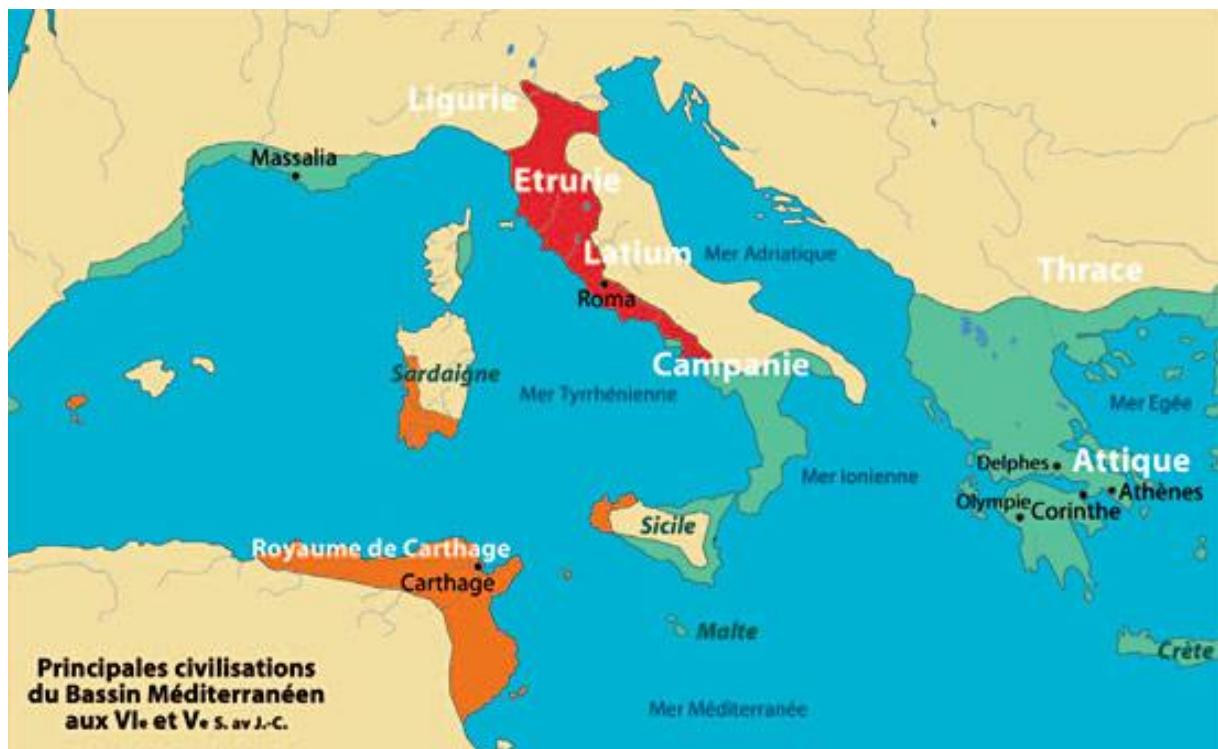 Ligurie
Massalia
Etrurie
Latium
Mer Adriatique
Roma
Thrace
Campanie
Sardaigne
Mer Tyrrhénienne
Mer Egée
Delphes
Attique
Mer Ionienne
Olympie
Corinthe
Athènes
Sicile
Royaume de Carthage
Carthage
Malte
Crète
Principales civilisations
du Bassin Méditerranéen
aux VIe et Ve S. av J.-C.
Mer Méditerranée